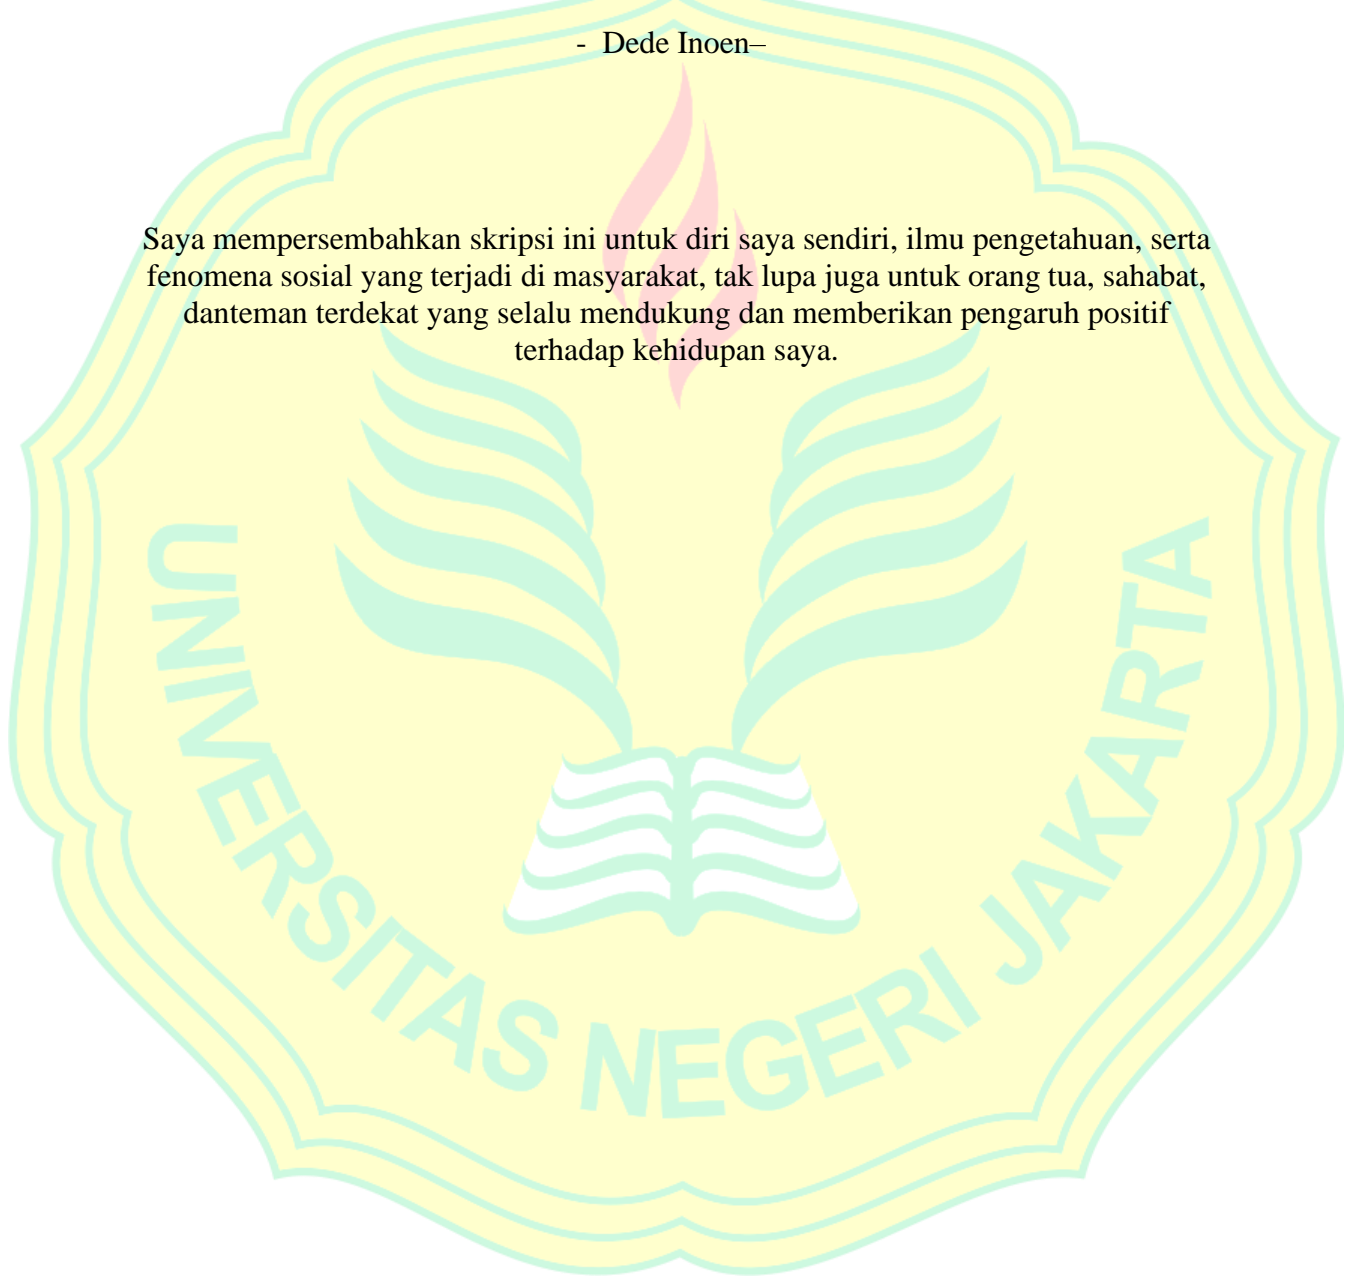 - Dede Inoen–
Saya mempersembahkan skripsi ini untuk diri saya sendiri, ilmu pengetahuan, serta
fenomena sosial yang terjadi di masyarakat, tak lupa juga untuk orang tua, sahabat,
danteman terdekat yang selalu mendukung dan memberikan pengaruh positif
terhadap kehidupan saya.
UNIVERSITAS NEGERI JAKARTA